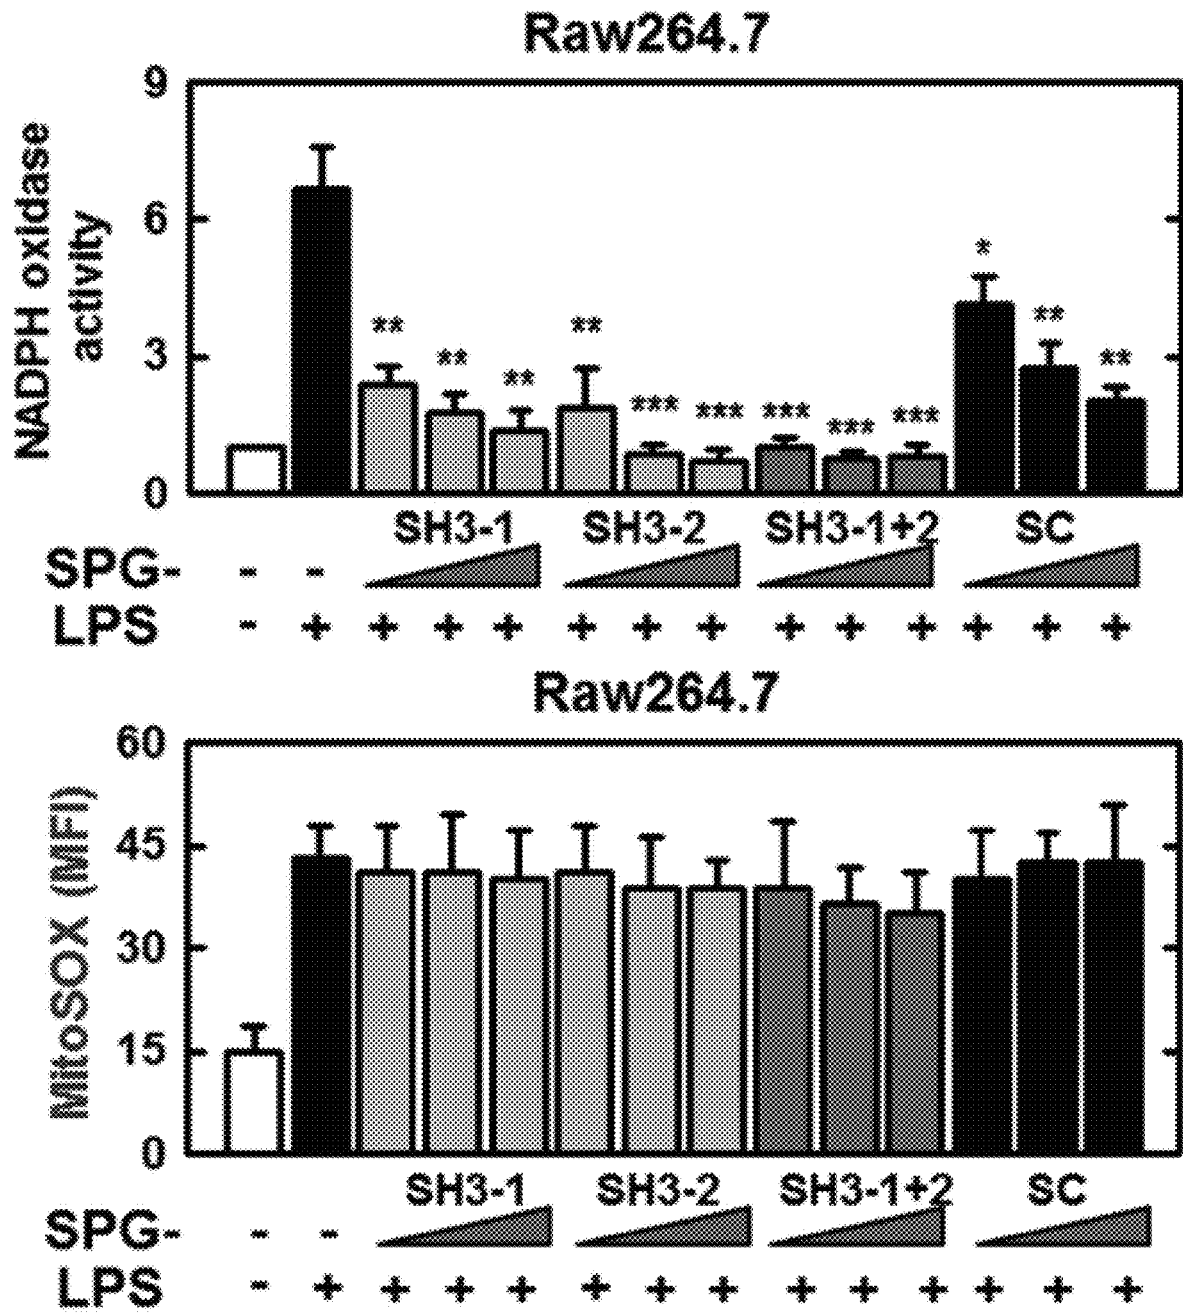 Raw264.7
NADPH oxidase
activity
9
6
3
0
** ** ** ** *** *** *** *** *** * ** **
SH3-1 SH3-2 SH3-1+2 SC
SPG- - -
LPS - + + + + + + + + + + + + +
Raw264.7
MitoSOX (MFI)
60
45
30
15
0
SH3-1 SH3-2 SH3-1+2 SC
SPG- - -
LPS - + + + + + + + + + + + + +